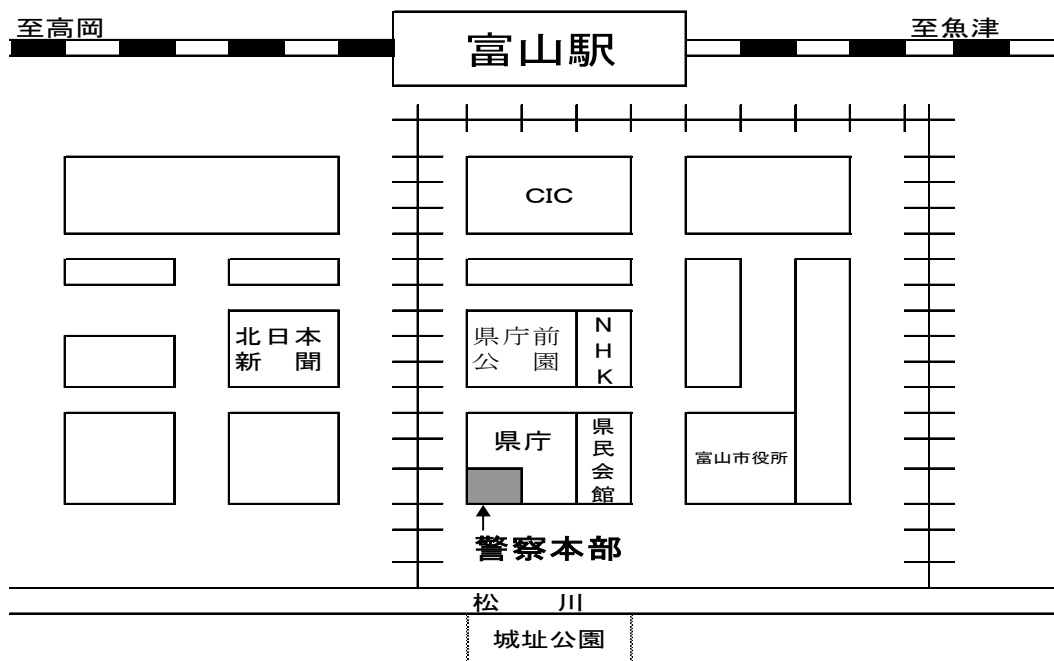 至高岡
富山駅
至魚津
CIC
北日本
新聞
県庁前
公園
NHK
県庁
県民会館
富山市役所
警察本部
松川
城址公園